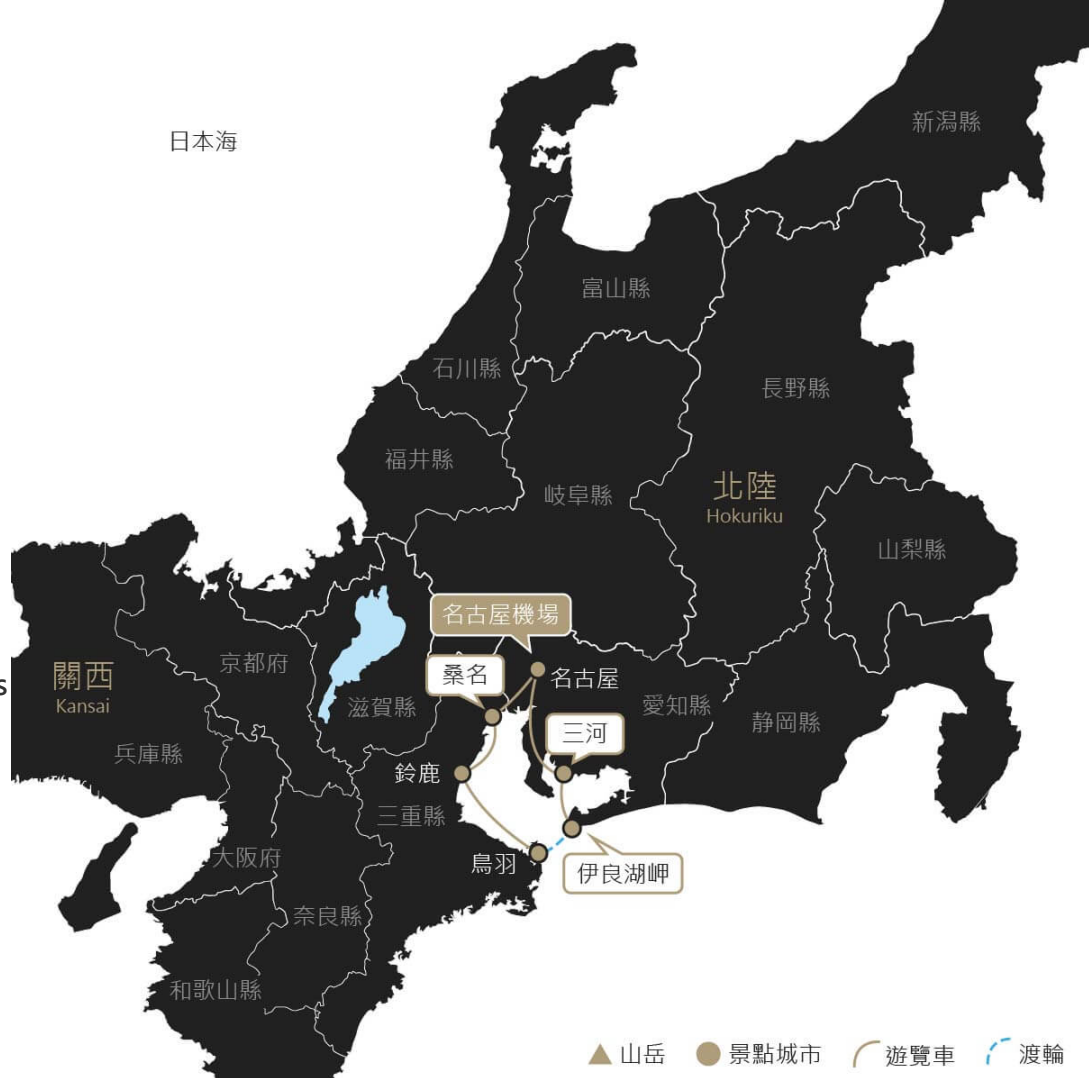 日本海
新潟縣
富山縣
石川縣
長野縣
福井縣
岐阜縣
北陸
Hokuriku
山梨縣
名古屋機場
京都府
桑名
名古屋
s
關西
Kansai
滋賀縣
愛知縣
静岡縣
三河
兵庫縣
鈴鹿
三重縣
大阪府
鳥羽
伊良湖岬
奈良縣
和歌山縣
山岳 景點城市 遊覽車 渡輪